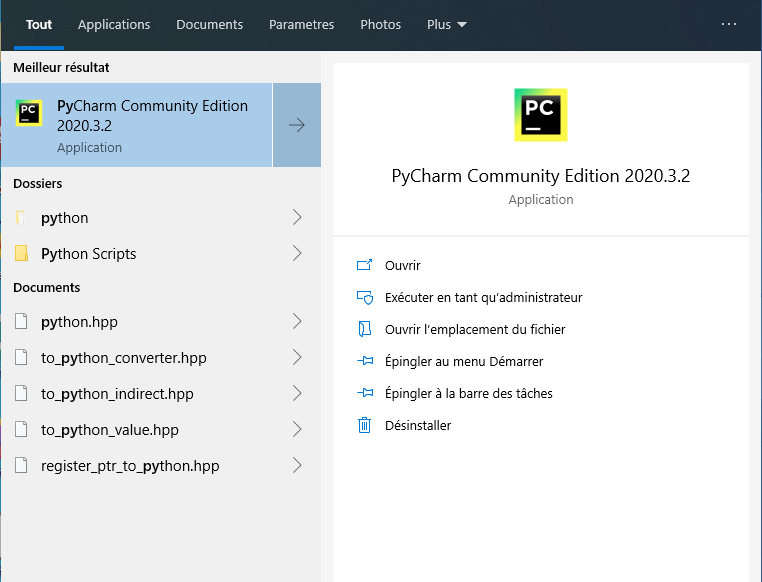 Tout Applications Documents Parametres Photos Plus ...
Meilleur résultat
PC
PyCharm Community Edition
2020.3.2
Application
Dossiers
python
Python Scripts
Documents
python.hpp
to_python_converter.hpp
to_python_indirect.hpp
to_python_value.hpp
register_ptr_to_python.hpp
PC
PyCharm Community Edition 2020.3.2
Application
Ouvrir
Exécuter en tant qu’administrateur
Ouvrir l’emplacement du fichier
Épingler au menu Démarrer
Épingler à la barre des tâches
Désinstaller